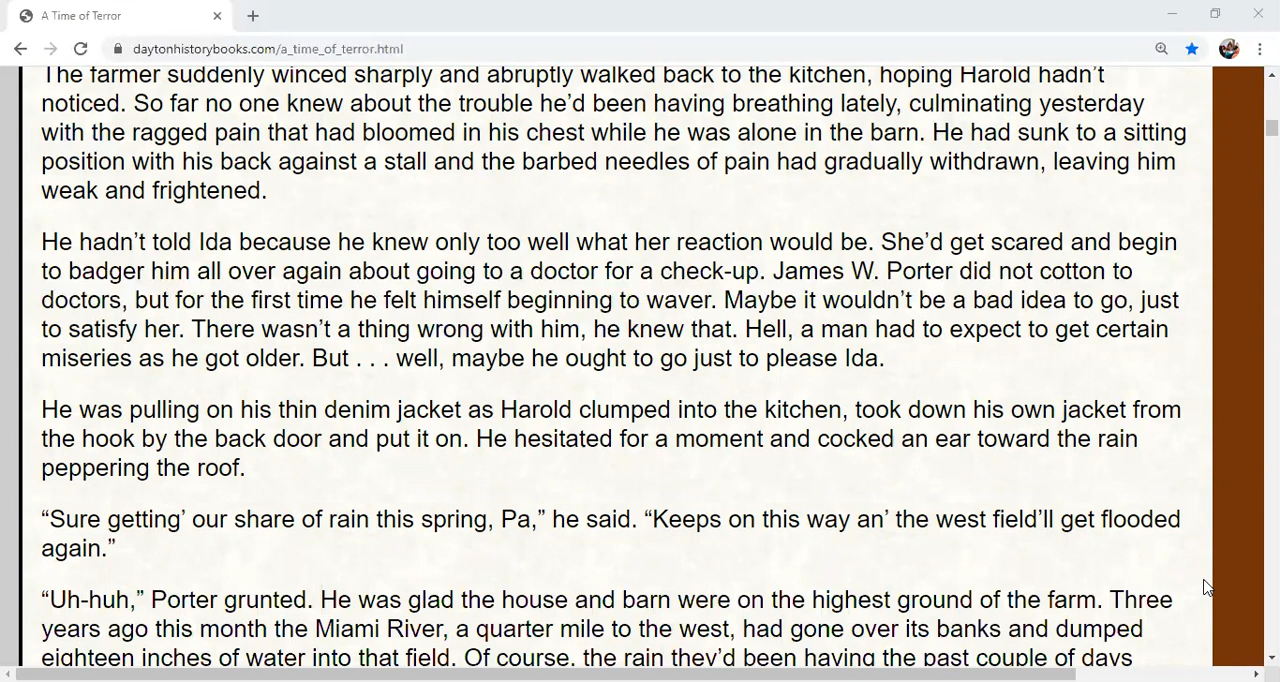 A Time of Terror
daytonhistorybooks.com/a_time_of_terror.html
The farmer suddenly winced sharply and abruptly walked back to the kitchen, hoping Harold hadn’t
noticed. So far no one knew about the trouble he’d been having breathing lately, culminating yesterday
with the ragged pain that had bloomed in his chest while he was alone in the barn. He had sunk to a sitting
position with his back against a stall and the barbed needles of pain had gradually withdrawn, leaving him
weak and frightened.
He hadn’t told Ida because he knew only too well what her reaction would be. She’d get scared and begin
to badger him all over again about going to a doctor for a check-up. James W. Porter did not cotton to
doctors, but for the first time he felt himself beginning to waver. Maybe it wouldn’t be a bad idea to go, just
to satisfy her. There wasn’t a thing wrong with him, he knew that. Hell, a man had to expect to get certain
miseries as he got older. But . . . well, maybe he ought to go just to please Ida.
He was pulling on his thin denim jacket as Harold clumped into the kitchen, took down his own jacket from
the hook by the back door and put it on. He hesitated for a moment and cocked an ear toward the rain
peppering the roof.
“Sure getting’ our share of rain this spring, Pa,” he said. “Keeps on this way an’ the west field’ll get flooded
again.”
“Uh-huh,” Porter grunted. He was glad the house and barn were on the highest ground of the farm. Three
years ago this month the Miami River, a quarter mile to the west, had gone over its banks and dumped
eighteen inches of water into that field. Of course, the rain they’d been having the past couple of days